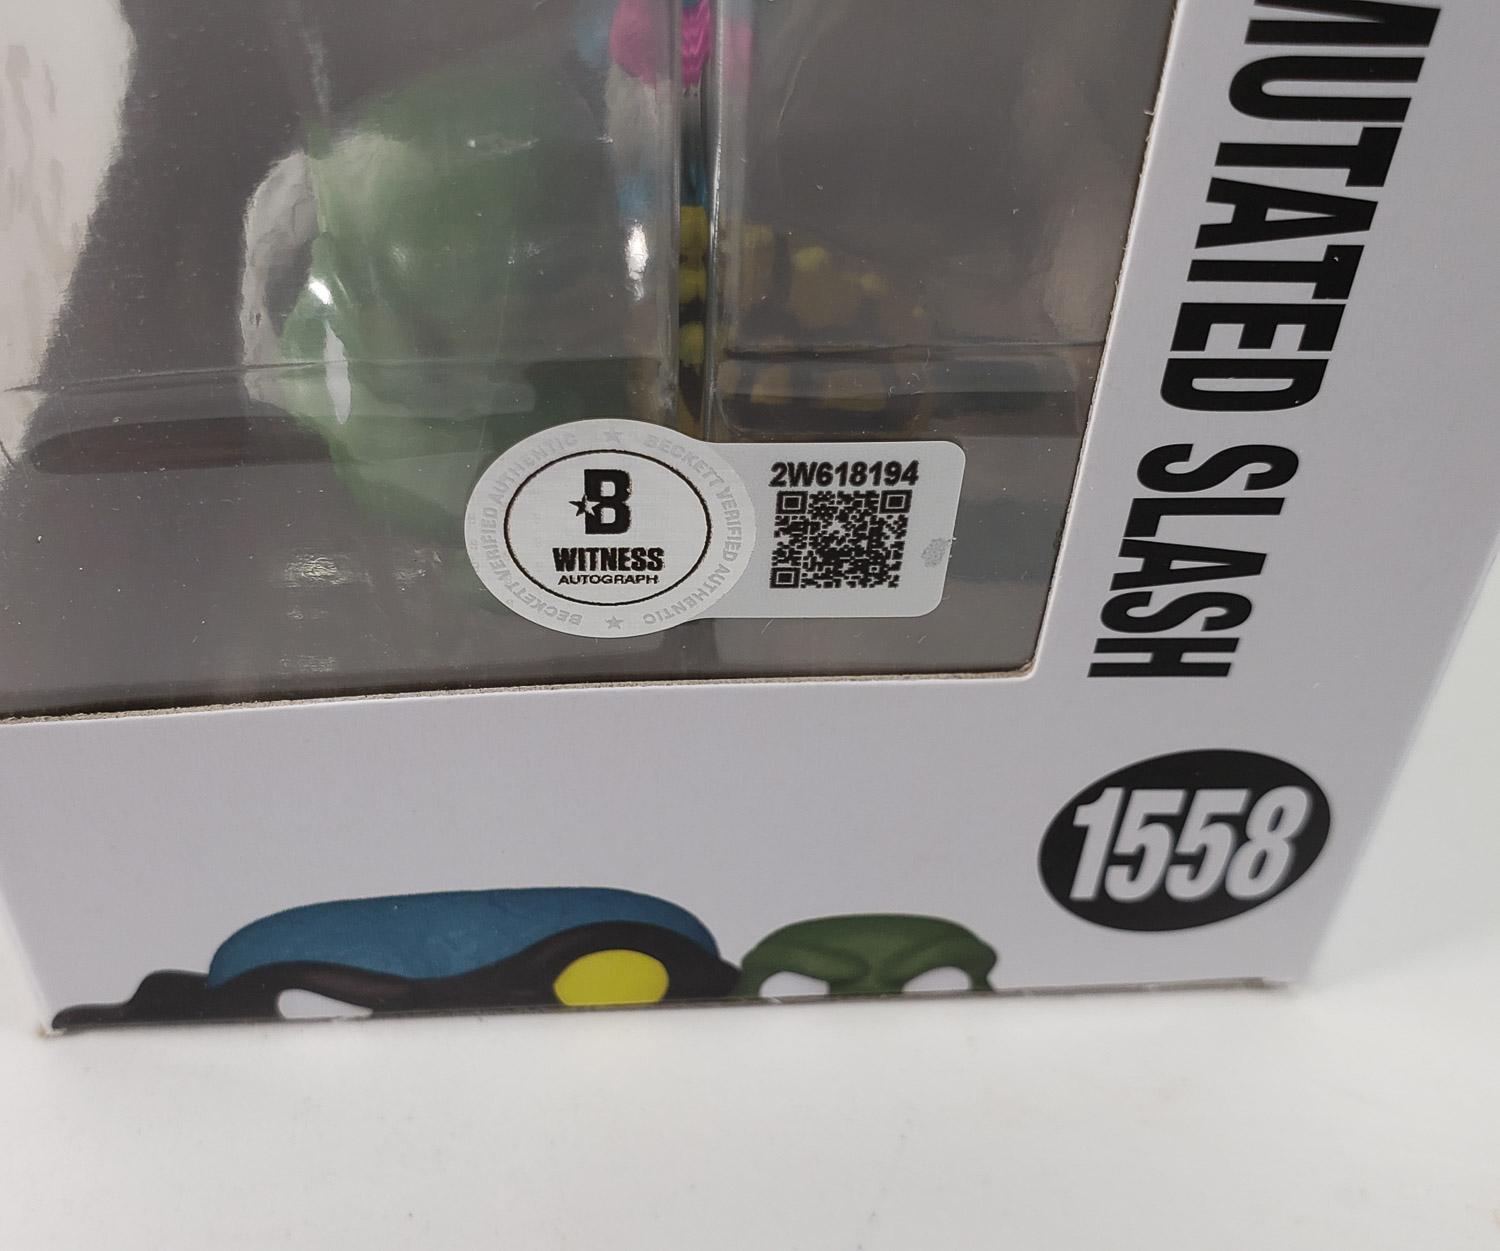 MUTATED SLASH
BECKETT VERIFIED AUTHENTIC ★ BECKETT VERIFIED AUTHENTIC ★
B
WITNESS
AUTOGRAPH
2W618194
1558